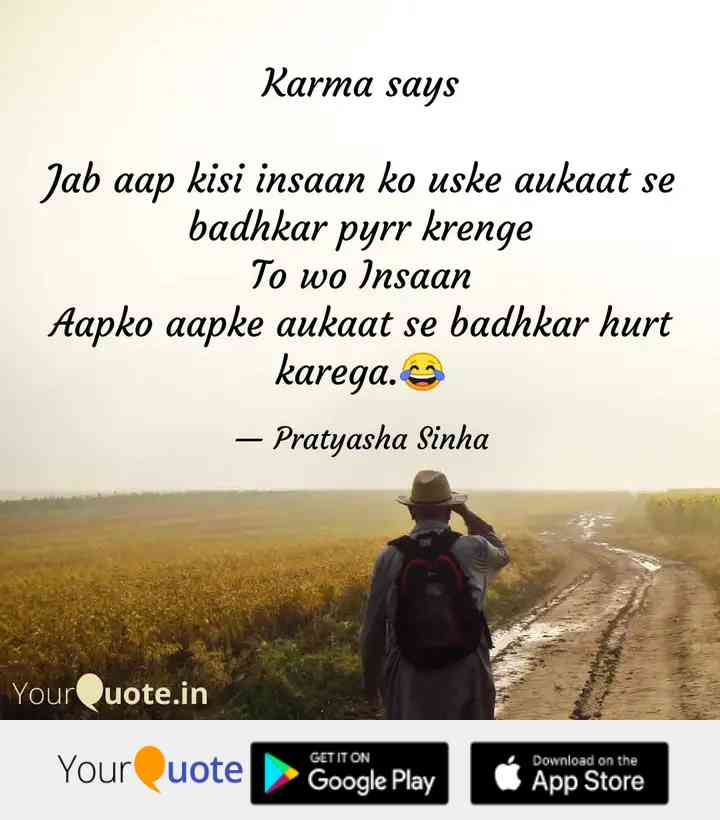 Karma says
Jab aap kisi insaan ko uske aukaat se
badhkar pyrr krenge
To wo Insaan
Aapko aapke aukaat se badhkar hurt
karega.😂
— Pratyasha Sinha
YourQuote.in
YourQuote
GET IT ON
Google Play
Download on the
App Store